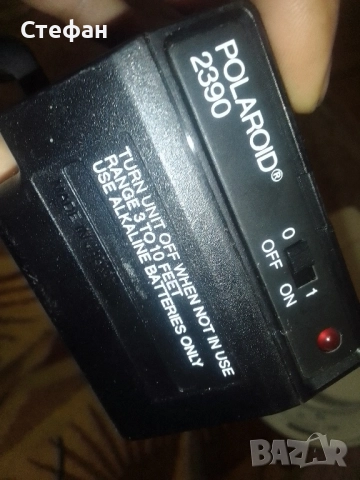 Стефан
POLAROID®
2390
0 1
OFF ON
TURN UNIT OFF WHEN NOT IN USE
RANGE 3 TO 10 FEET
USE ALKALINE BATTERIES ONLY
BAZAR